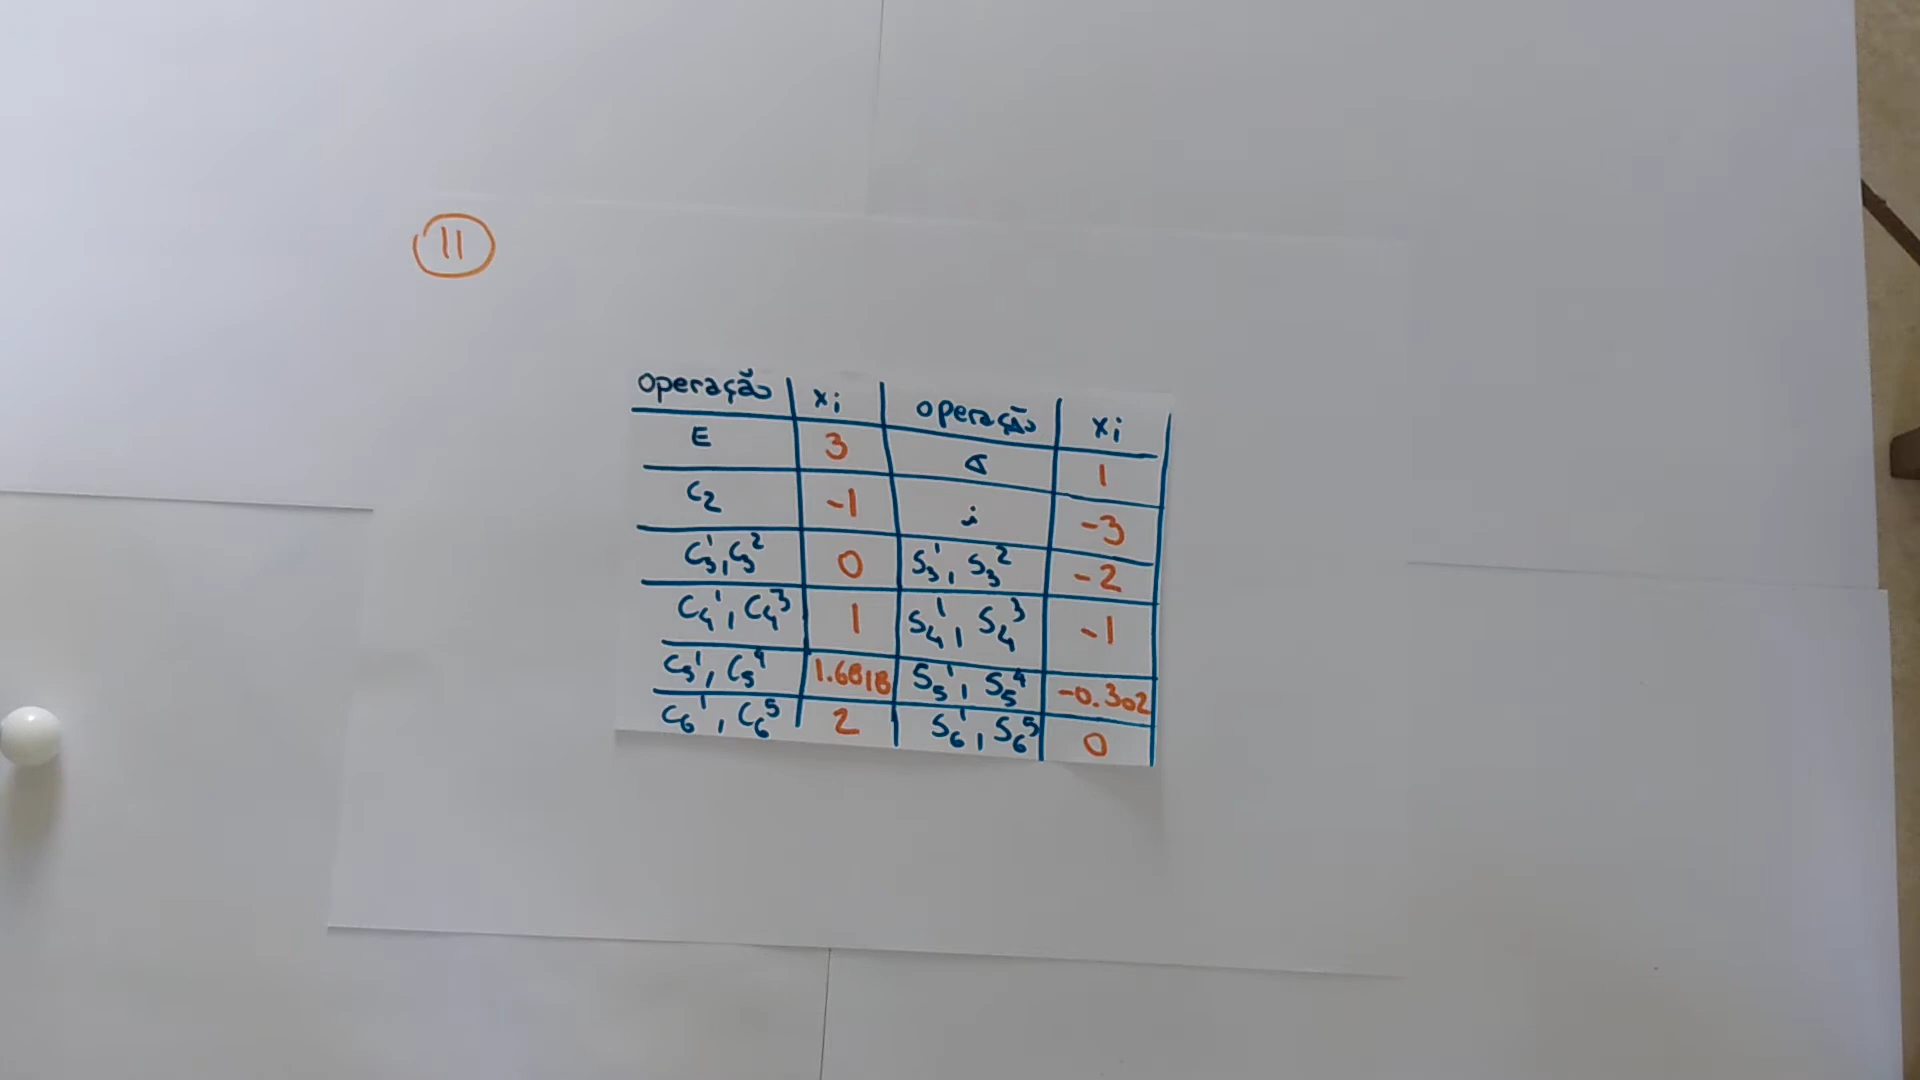 11
operação xi operação xi
E 3 σ 1
C2 -1 i -3
C3¹, C3² 0 S3¹, S3² -2
C4¹, C4³ 1 S4¹, S4³ -1
C5¹, C5⁴ 1.6818 S5¹, S5⁴ -0.302
C6¹, C6⁵ 2 S6¹, S6⁵ 0